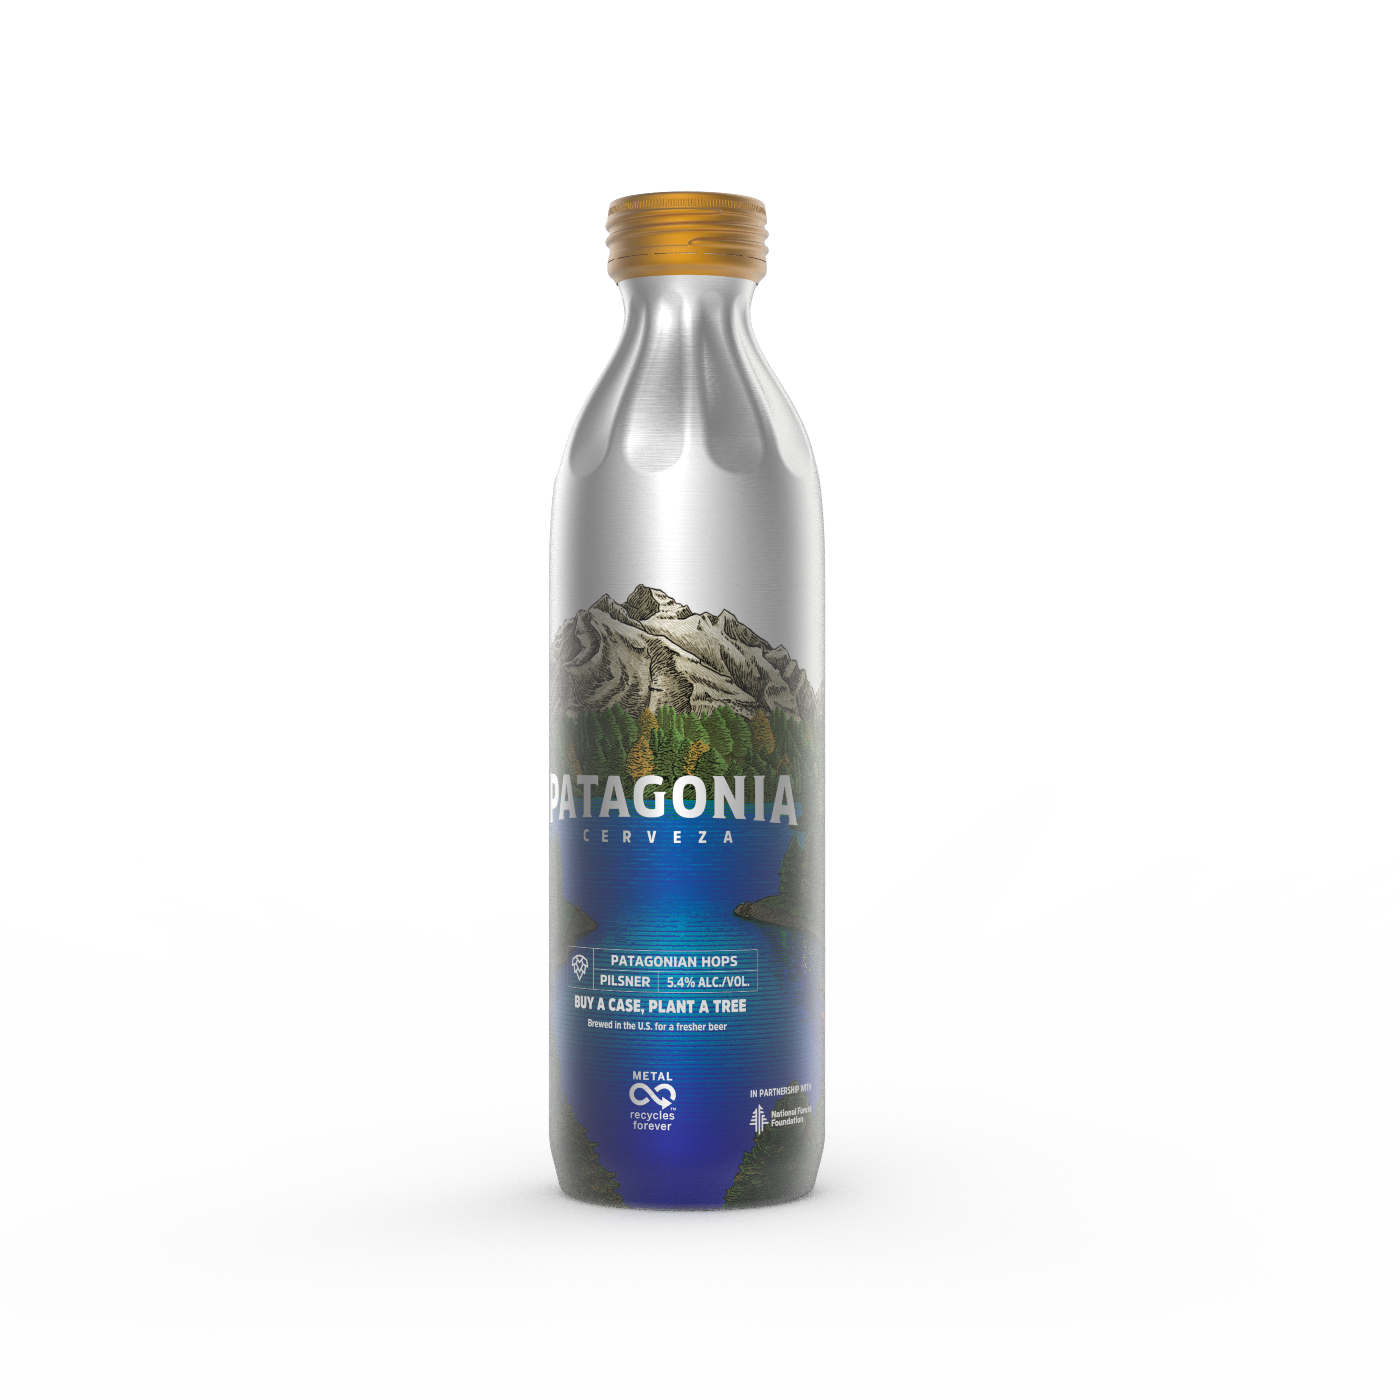 PATAGONIA
CERVEZA
PATAGONIAN HOPS
PILSNER 5.4% ALC./VOL.
BUY A CASE, PLANT A TREE
Brewed in the U.S. for a fresher beer
METAL
recycles
forever
IN PARTNERSHIP WITH
National Forest
Foundation